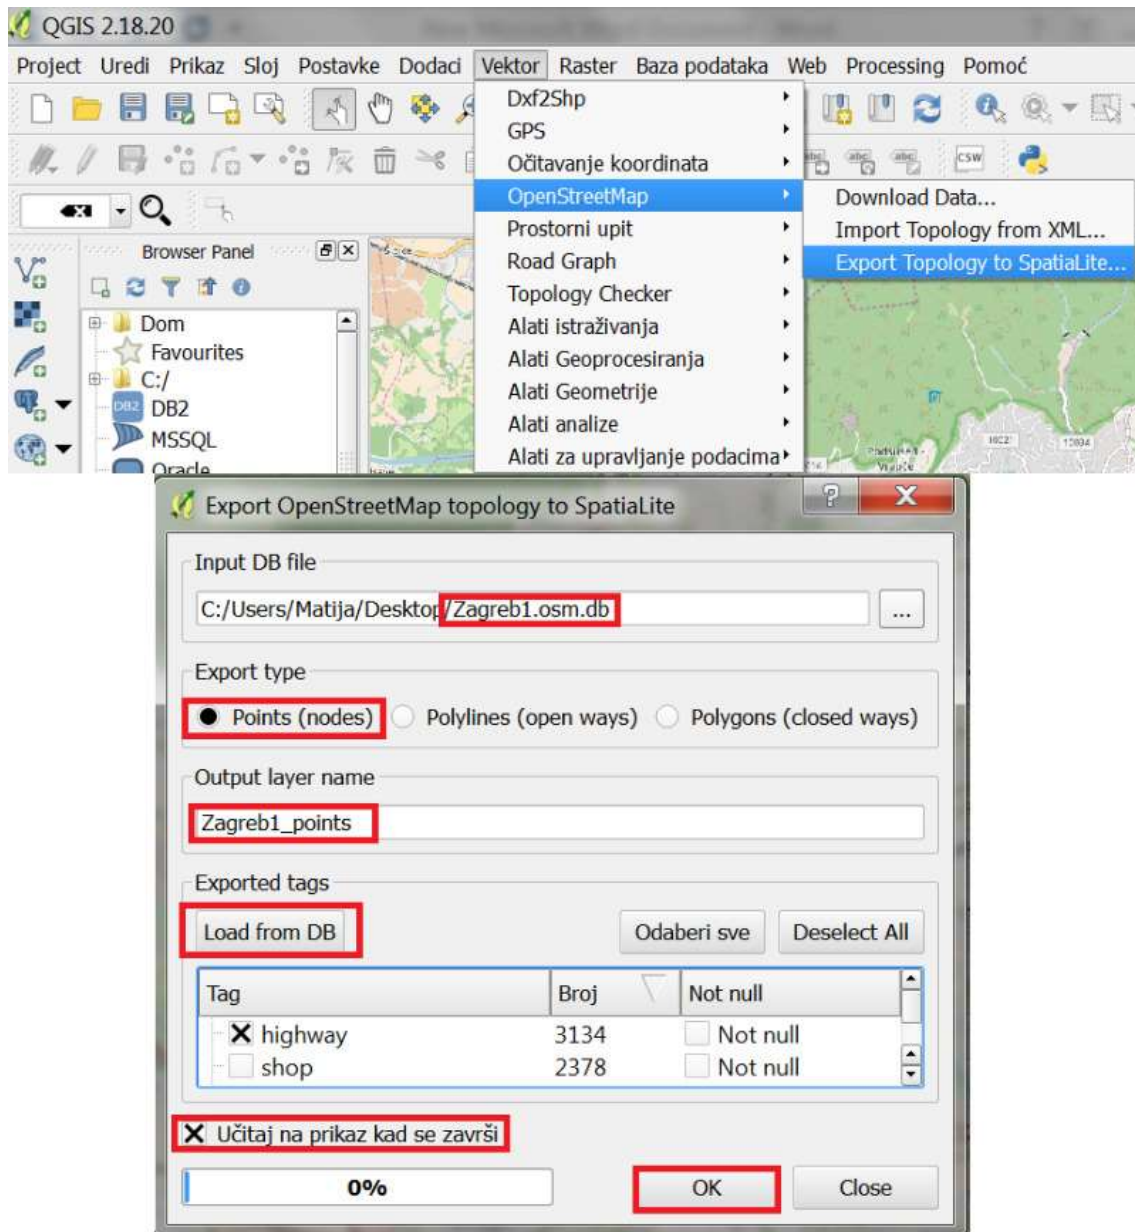 QGIS 2.18.20
Project Uredi Prikaz Sloj Postavke Dodaci Vektor Raster Baza podataka Web Processing Pomoć
Dxf2Shp
GPS
Očitavanje koordinata
OpenStreetMap
Prostorni upit
Road Graph
Topology Checker
Alati istraživanja
Alati Geoprocesiranja
Alati Geometrije
Alati analize
Alati za upravljanje podacima
Download Data...
Import Topology from XML...
Export Topology to SpatiaLite...
abc abc
CSW
Browser Panel
Dom
Favourites
C:/
DB2 DB2
MSSQL
Oracle
Export OpenStreetMap topology to SpatiaLite
Input DB file
C:/Users/Matija/Desktop/Zagreb1.osm.db ...
Export type
Points (nodes) Polylines (open ways) Polygons (closed ways)
Output layer name
Zagreb1_points
Exported tags
Load from DB Odaberi sve Deselect All
Tag Broj Not null
highway 3134 Not null
shop 2378 Not null
Učitaj na prikaz kad se završi
0% OK Close